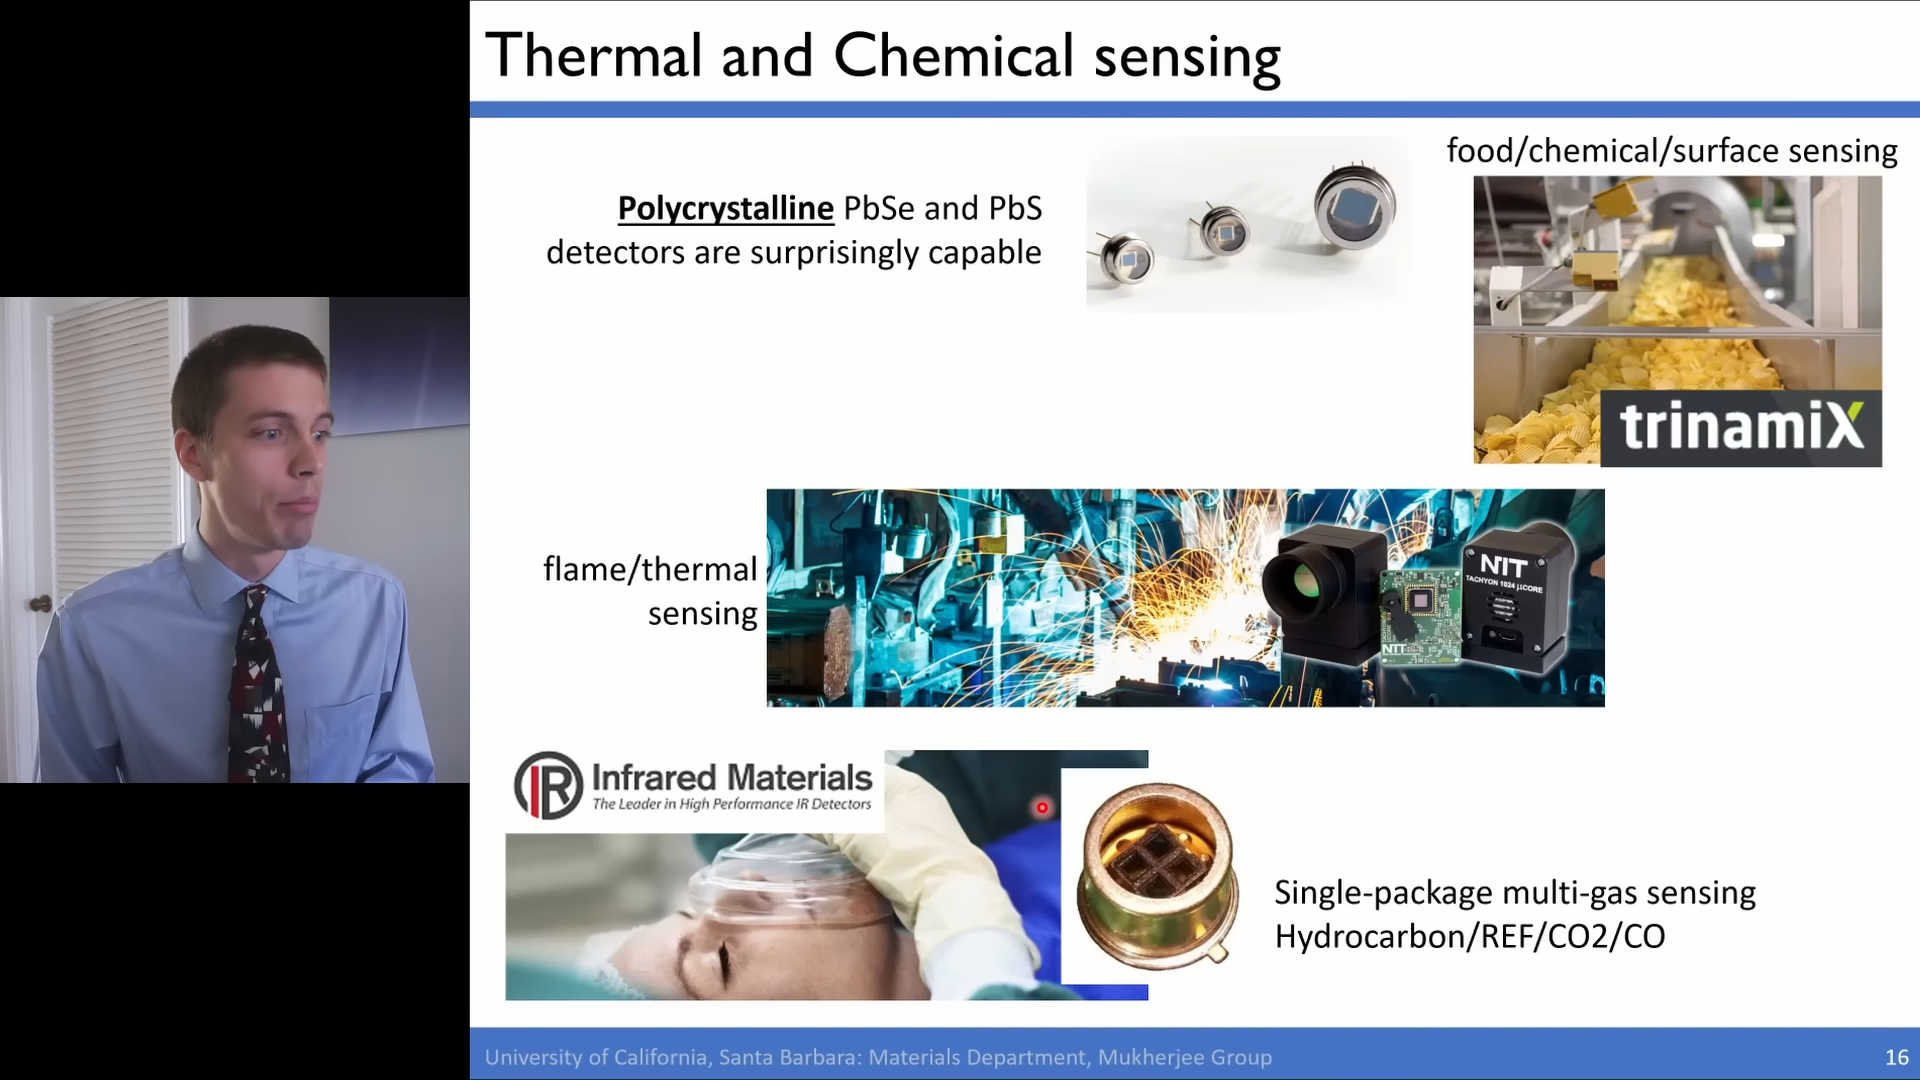 Thermal and Chemical sensing
food/chemical/surface sensing
Polycrystalline PbSe and PbS
detectors are surprisingly capable
trinamiX
flame/thermal
sensing
NIT
TACHYON 1024 µCORE
NIT
IR Infrared Materials
The Leader in High Performance IR Detectors
Single-package multi-gas sensing
Hydrocarbon/REF/CO2/CO
University of California, Santa Barbara: Materials Department, Mukherjee Group
16